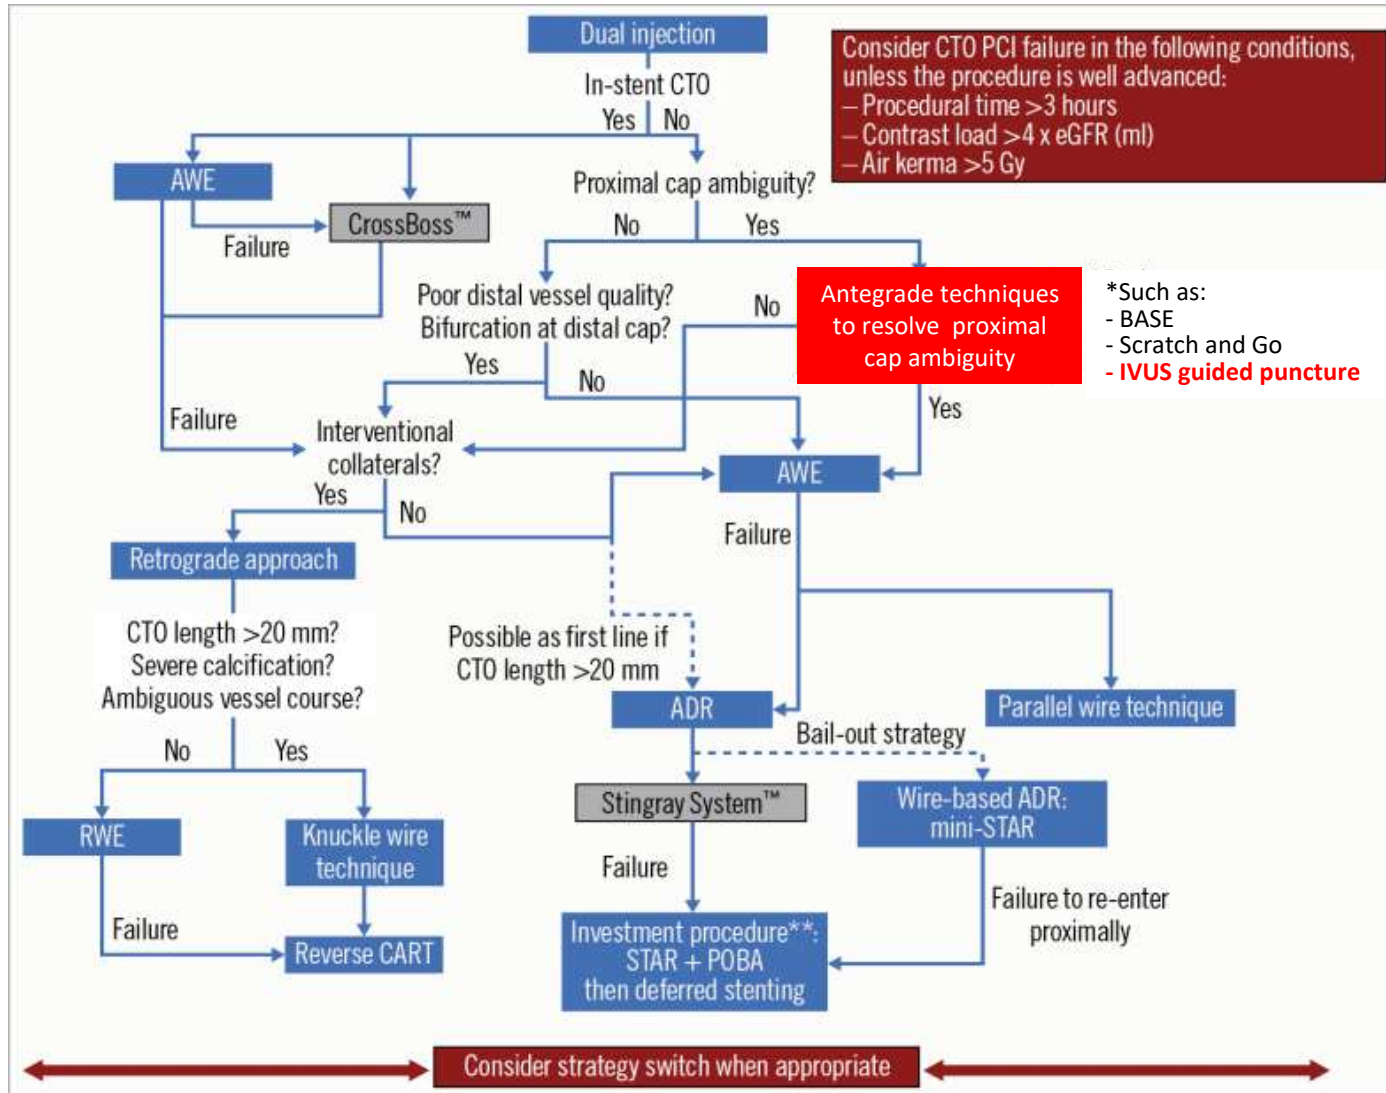 Dual injection
Consider CTO PCI failure in the following conditions,
unless the procedure is well advanced:
– Procedural time >3 hours
– Contrast load >4 x eGFR (ml)
– Air kerma >5 Gy
In-stent CTO
Yes
No
AWE
Proximal cap ambiguity?
CrossBoss™
Failure
No
Yes
Poor distal vessel quality?
Bifurcation at distal cap?
No
Antegrade techniques
to resolve proximal
cap ambiguity
*Such as:
- BASE
- Scratch and Go
- IVUS guided puncture
Yes
No
Yes
Failure
Interventional
collaterals?
AWE
Yes
No
Failure
Retrograde approach
CTO length >20 mm?
Severe calcification?
Ambiguous vessel course?
Possible as first line if
CTO length >20 mm
ADR
Parallel wire technique
Bail-out strategy
No
Yes
Stingray System™
Wire-based ADR:
mini-STAR
RWE
Knuckle wire
technique
Failure
Failure to re-enter
proximally
Failure
Reverse CART
Investment procedure**:
STAR + POBA
then deferred stenting
Consider strategy switch when appropriate